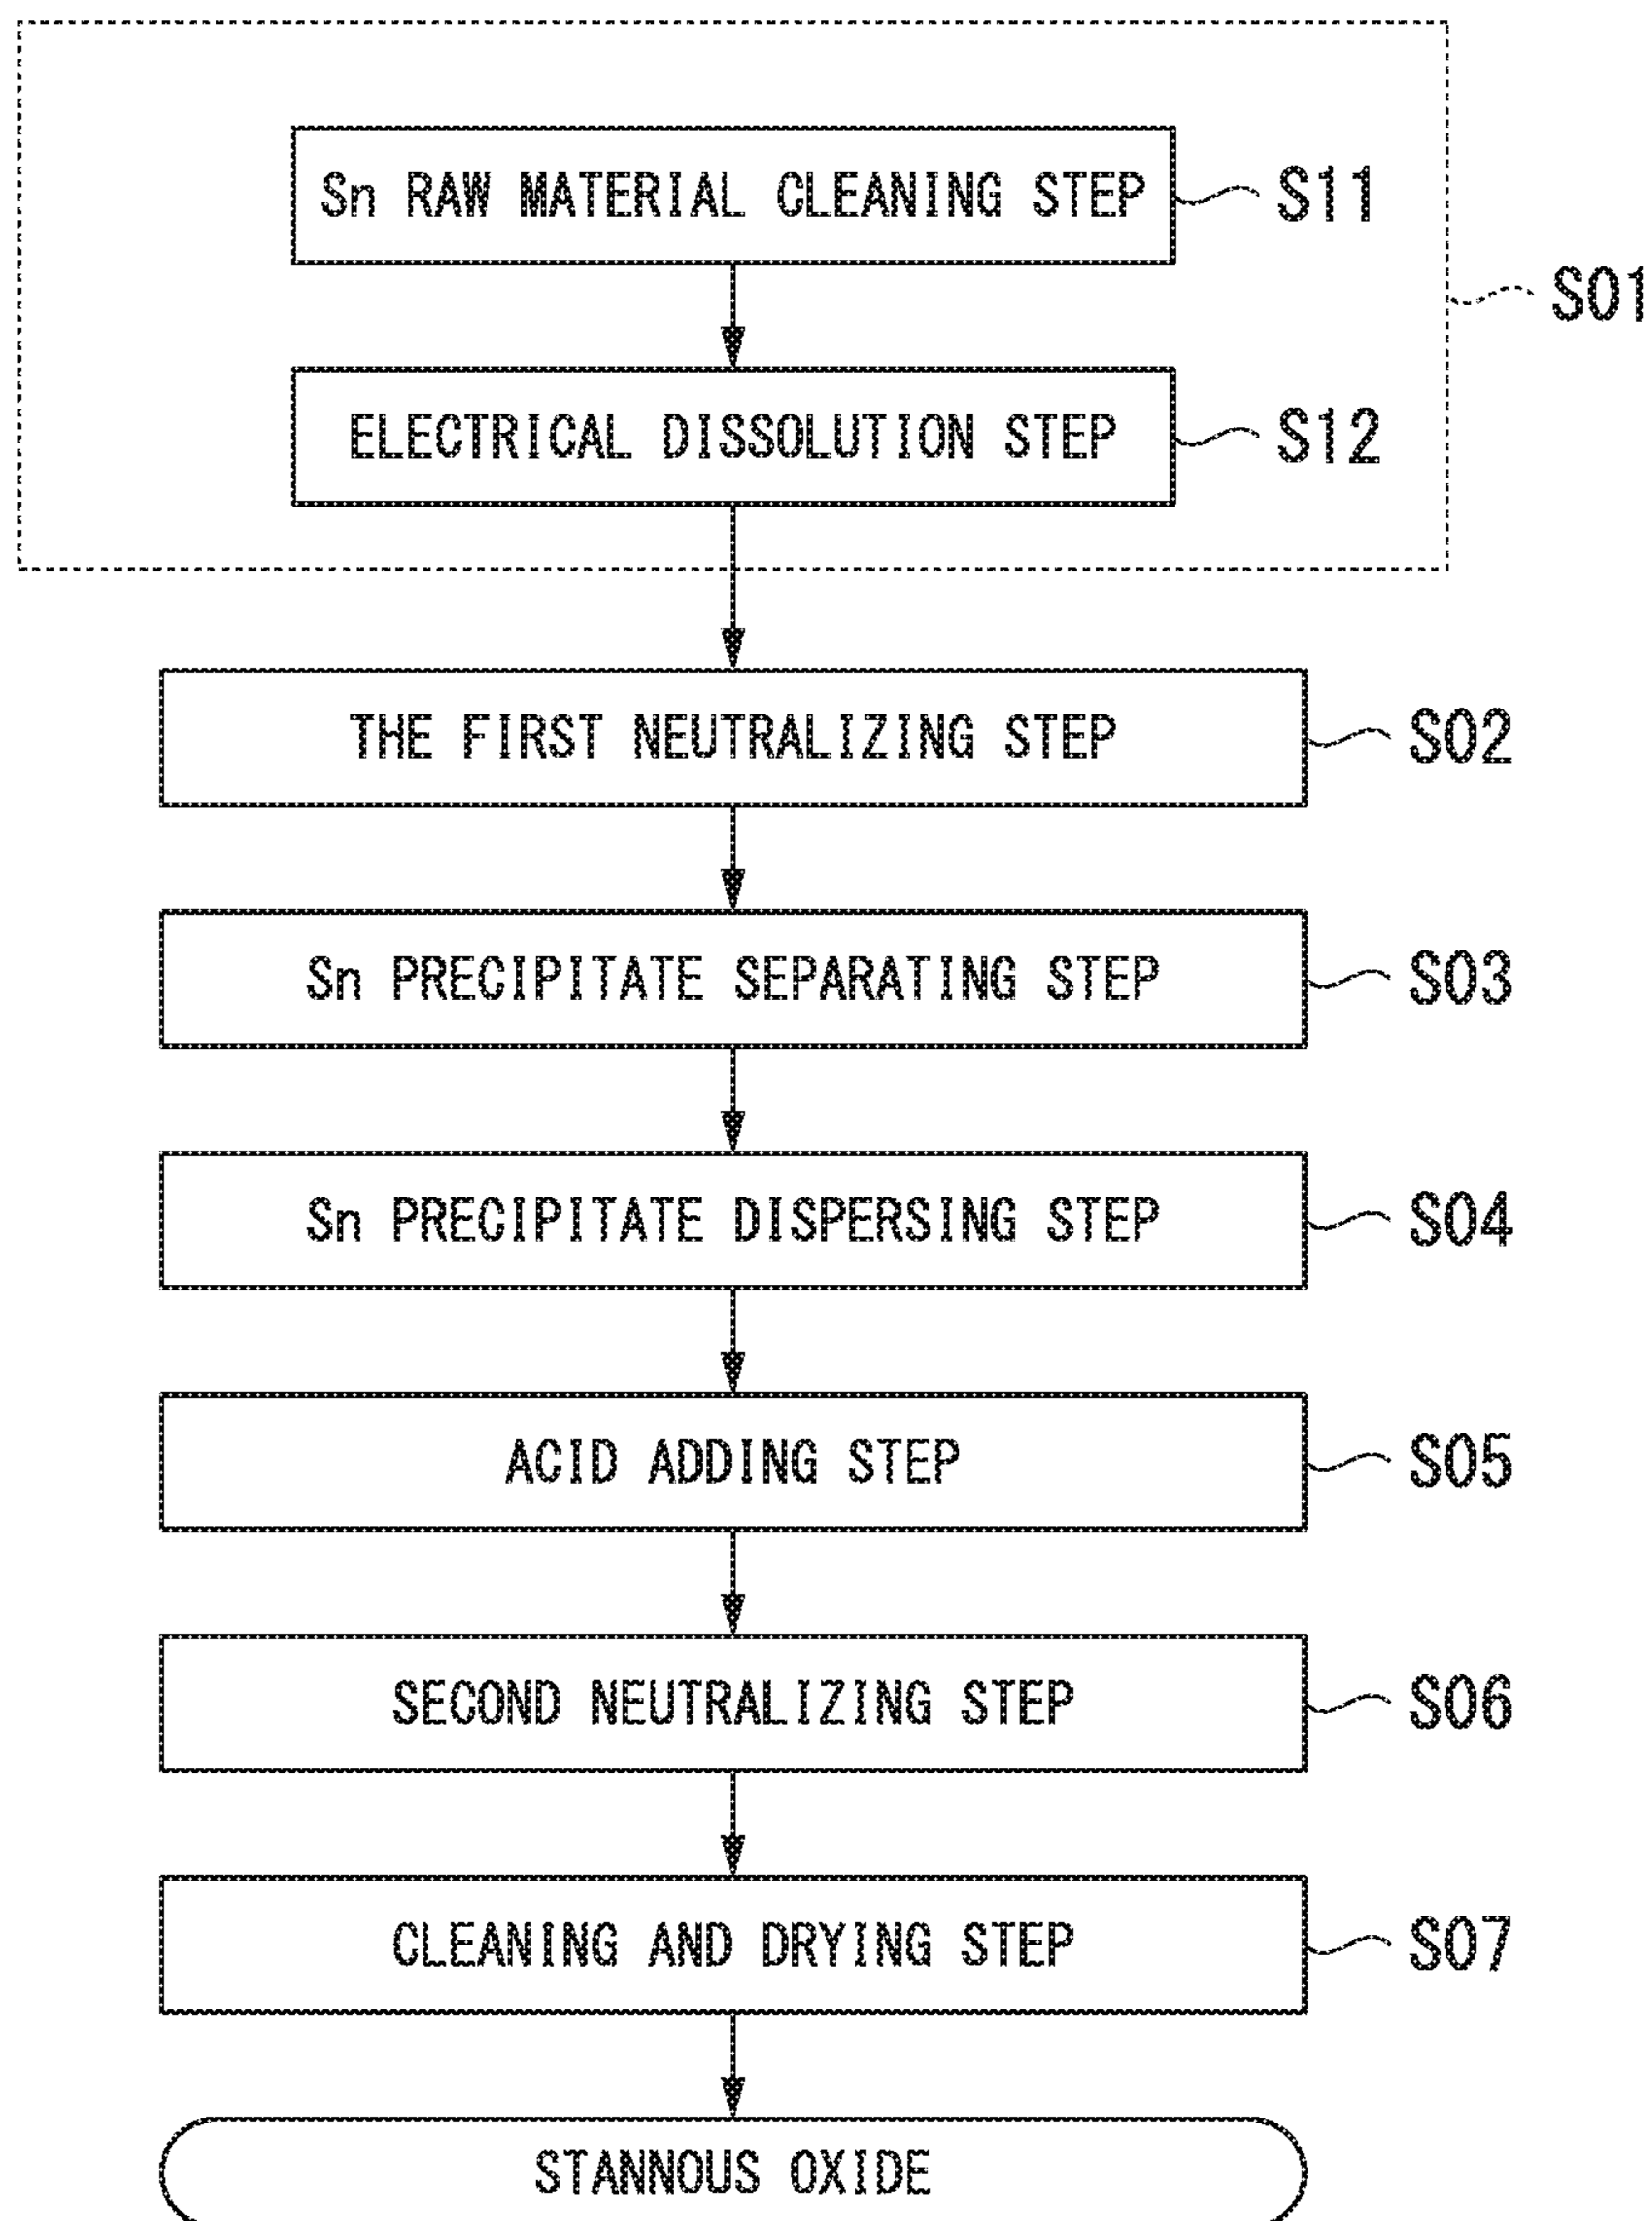 Sn RAW MATERIAL CLEANING STEP S11
S01
ELECTRICAL DISSOLUTION STEP S12
THE FIRST NEUTRALIZING STEP S02
Sn PRECIPITATE SEPARATING STEP S03
Sn PRECIPITATE DISPERSING STEP S04
ACID ADDING STEP S05
SECOND NEUTRALIZING STEP S06
CLEANING AND DRYING STEP S07
STANNOUS OXIDE